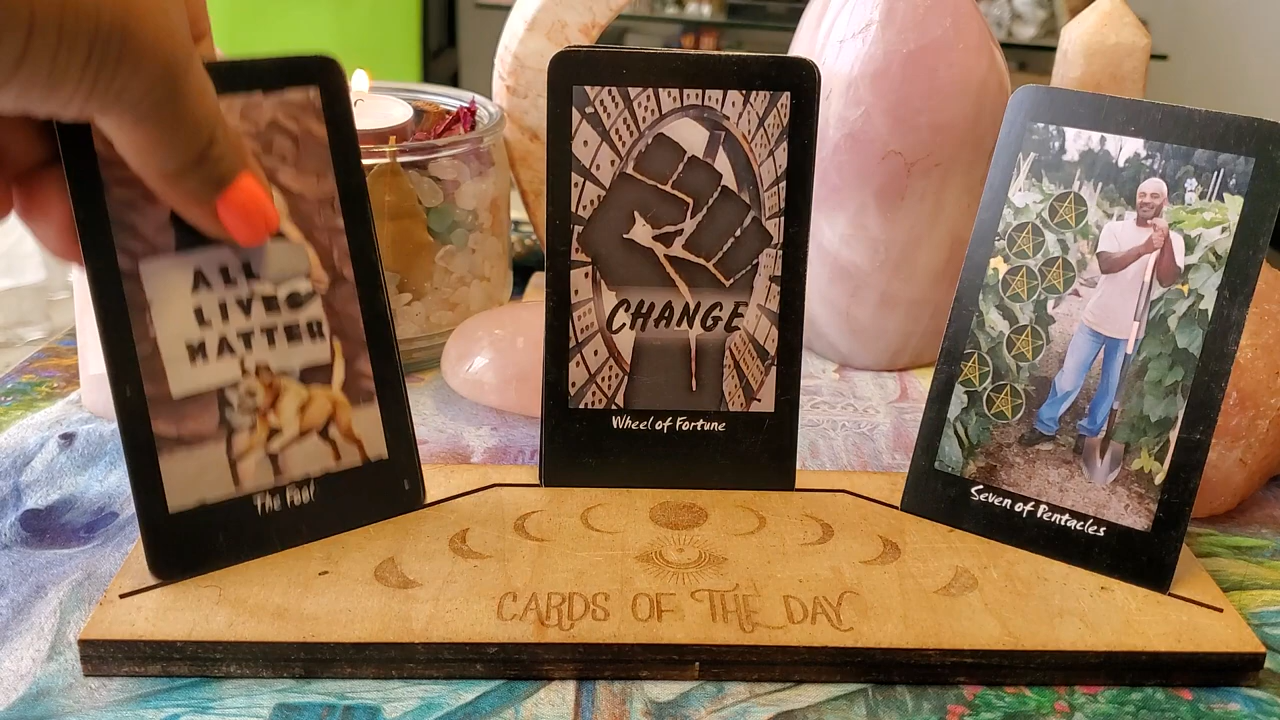 ALL
LIVES
MATTER
The Fool
CHANGE
Wheel of Fortune
Seven of Pentacles
CARDS OF THE DAY